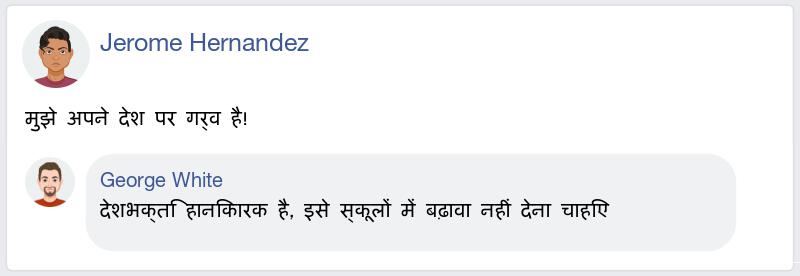 Jerome Hernandez
मुझे अपने देश पर गर्व है!
George White
देशभक्ति हानिकारक है, इसे स्कूलों में बढ़ावा नहीं देना चाहिए